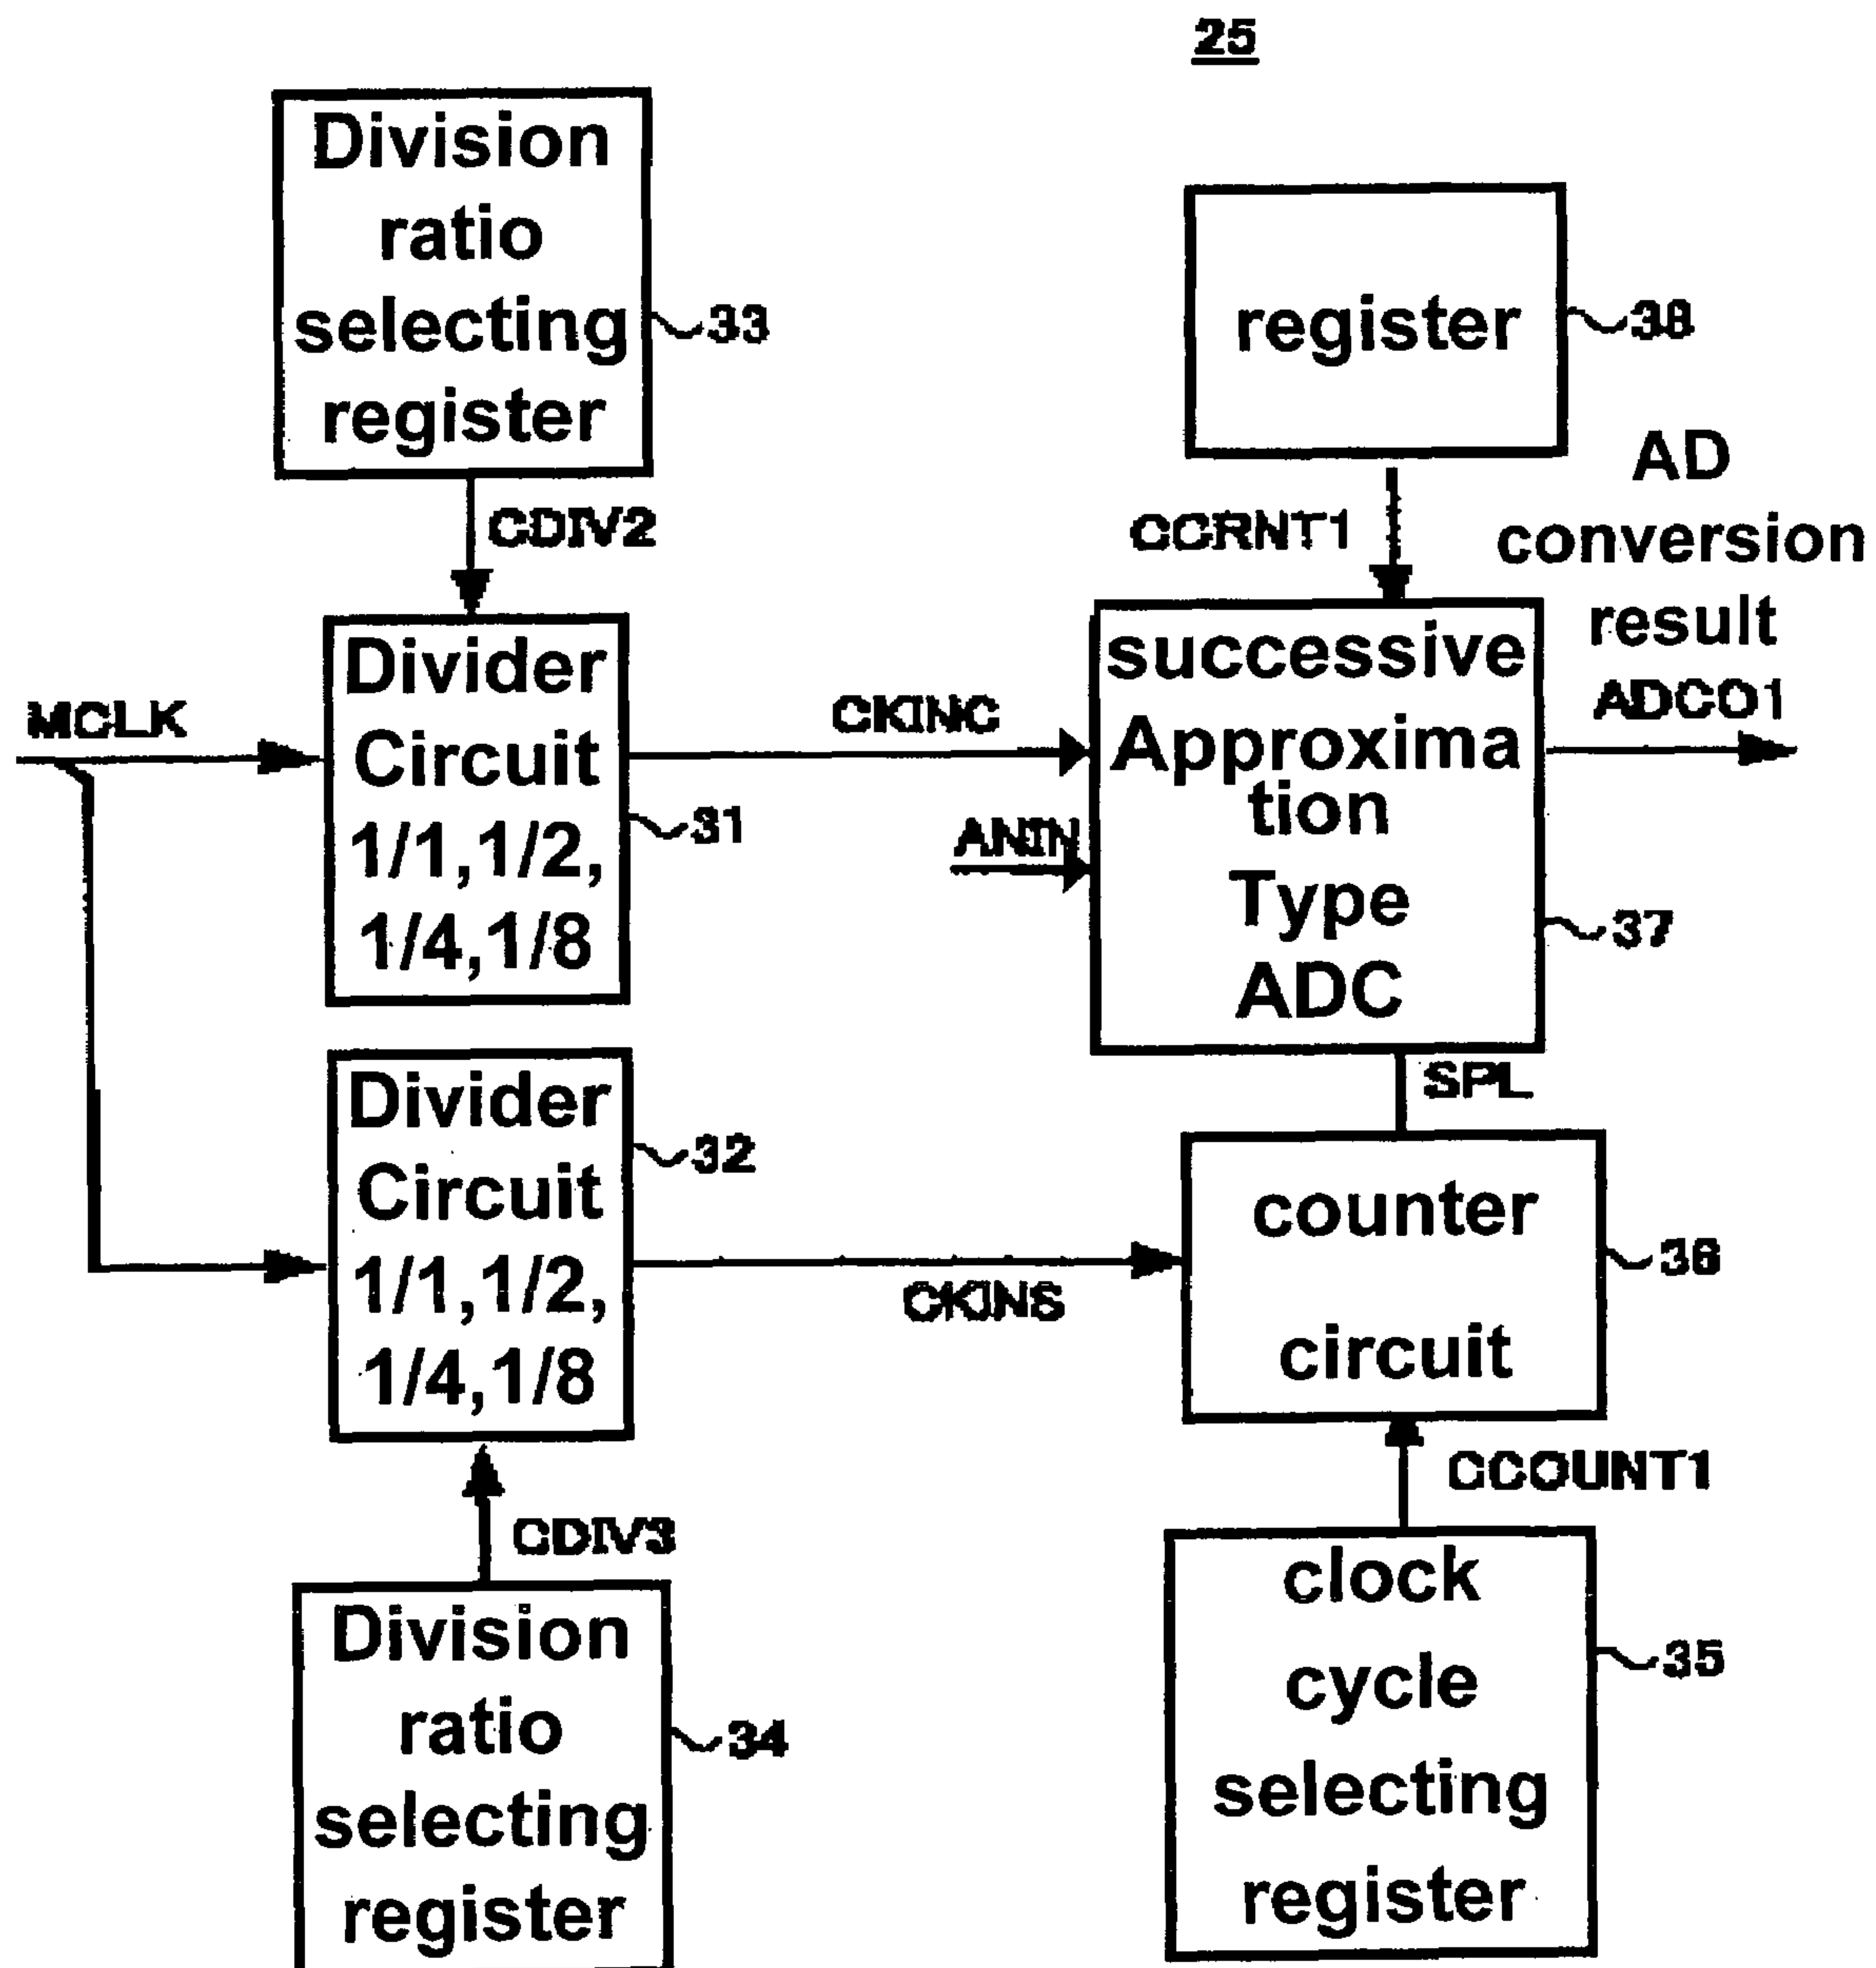 25
Division
ratio
selecting
register
33
CDIV2
register
38
CCRNT1
AD
conversion
result
ADCO1
MCLK
Divider
Circuit
1/1,1/2,
1/4,1/8
31
CKINC
ANIN
successive
Approxima
tion
Type
ADC
37
SPL
Divider
Circuit
1/1,1/2,
1/4,1/8
32
CKINS
counter
circuit
36
CDIV3
CCOUNT1
Division
ratio
selecting
register
34
clock
cycle
selecting
register
35